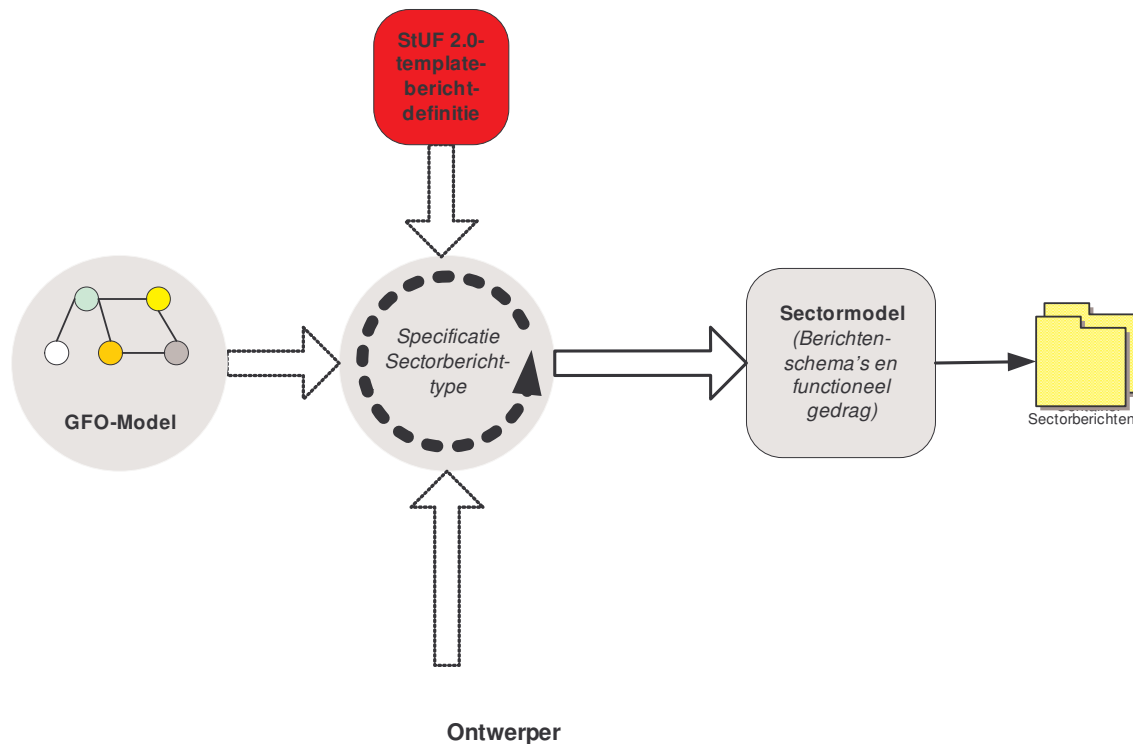 StUF 2.0-
template-
bericht-
definitie
GFO-Model
Specificatie
Sectorbericht-
type
Sectormodel
(Berichten-
schema's en
functioneel
gedrag)
Sectorberichten
Ontwerper